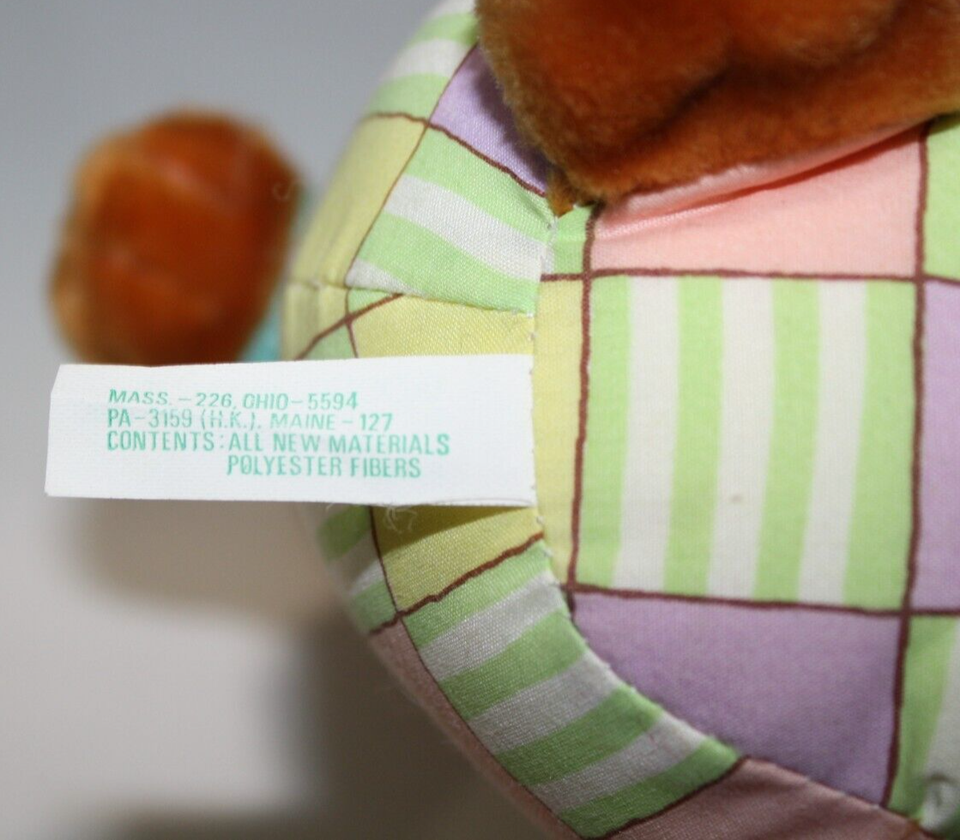 MASS.-226, OHIO-5594
PA-3159 (H.K.). MAINE-127
CONTENTS: ALL NEW MATERIALS
POLYESTER FIBERS